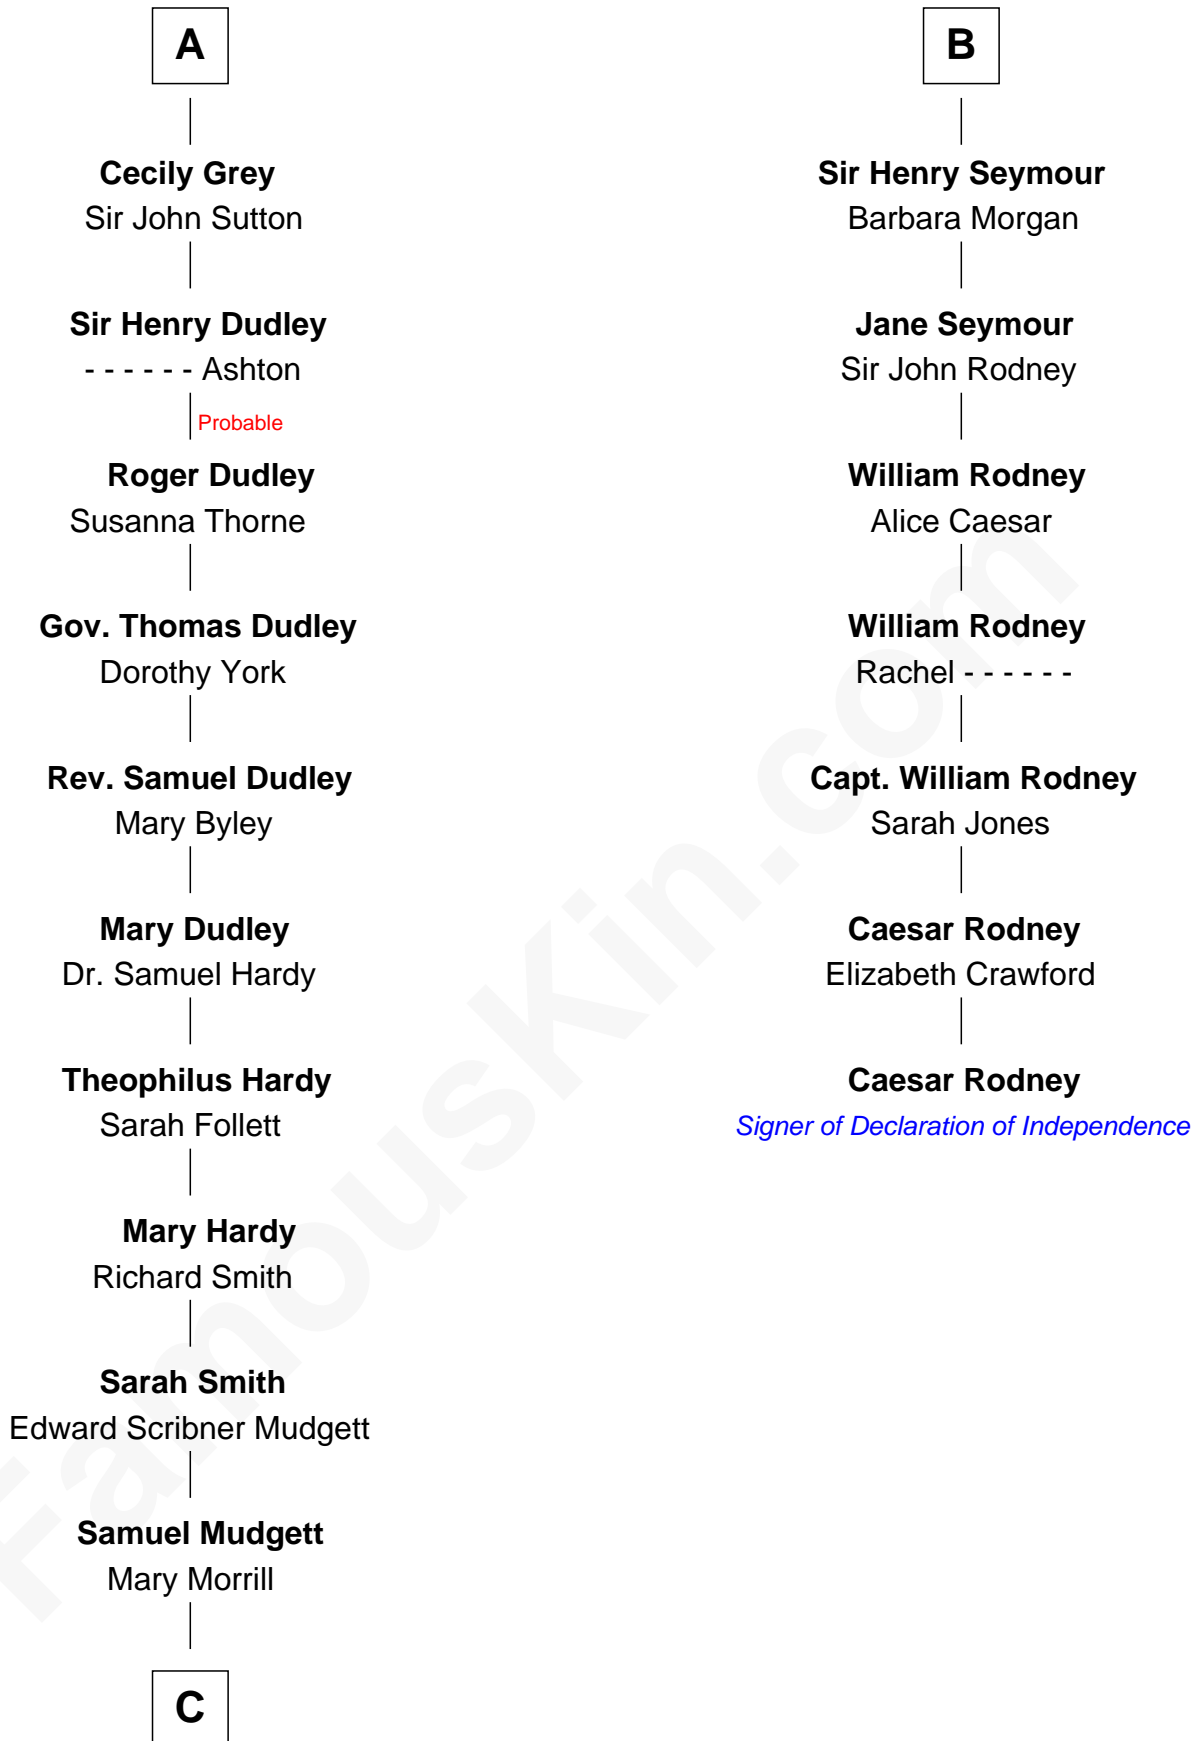 A
Cecily Grey
Sir John Sutton
Sir Henry Dudley
- - - - - - Ashton
Probable
Roger Dudley
Susanna Thorne
Gov. Thomas Dudley
Dorothy York
Rev. Samuel Dudley
Mary Byley
Mary Dudley
Dr. Samuel Hardy
Theophilus Hardy
Sarah Follett
Mary Hardy
Richard Smith
Sarah Smith
Edward Scribner Mudgett
Samuel Mudgett
Mary Morrill
C
B
Sir Henry Seymour
Barbara Morgan
Jane Seymour
Sir John Rodney
William Rodney
Alice Caesar
William Rodney
Rachel - - - - - -
Capt. William Rodney
Sarah Jones
Caesar Rodney
Elizabeth Crawford
Caesar Rodney
Signer of Declaration of Independence
FamousKin.com